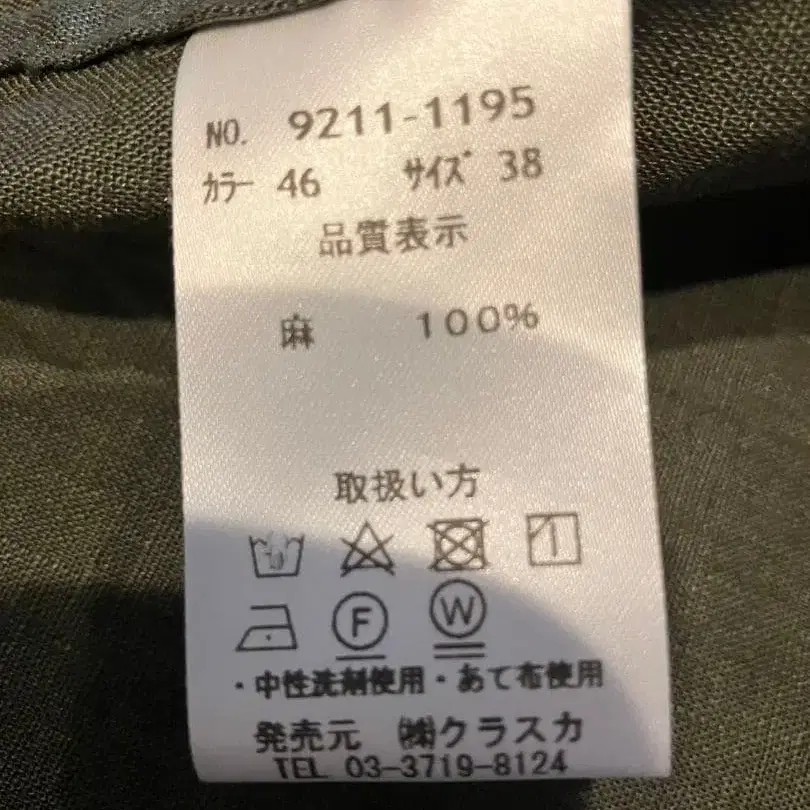 NO. 9211-1195
カラー 46 サイズ 38
品質表示
麻 100%
取扱い方
F W
・中性洗剤使用・あて布使用
発売元 ㈱クラスカ
TEL 03-3719-8124